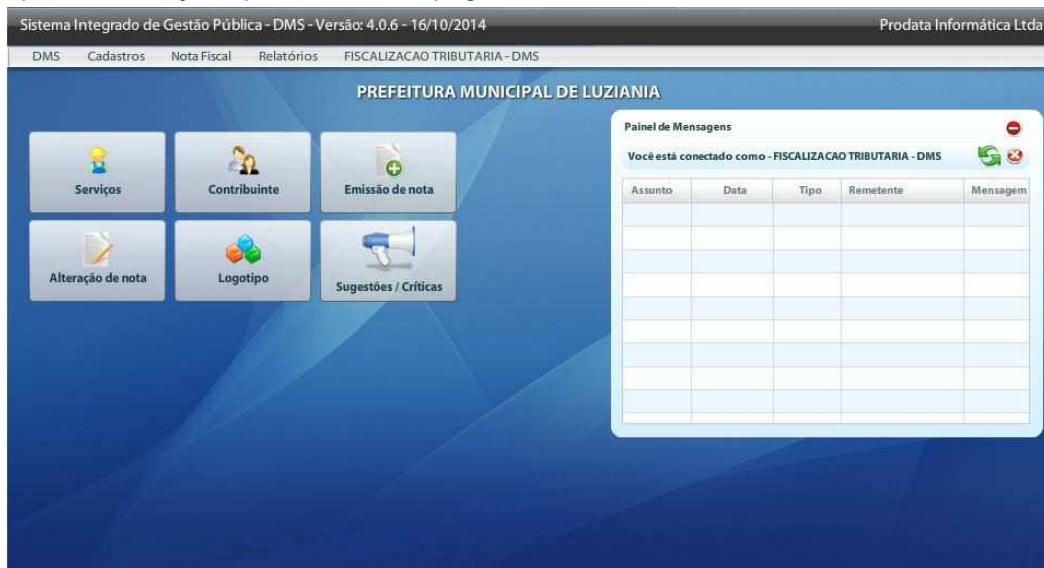 Sistema Integrado de Gestão Pública - DMS - Versão: 4.0.6 - 16/10/2014 Prodata Informática Ltda
DMS Cadastros Nota Fiscal Relatórios FISCALIZACAO TRIBUTARIA - DMS
PREFEITURA MUNICIPAL DE LUZIANIA
Serviços
Contribuinte
Emissão de nota
Alteração de nota
Logotipo
Sugestões / Críticas
Painel de Mensagens
Você está conectado como - FISCALIZACAO TRIBUTARIA - DMS
Assunto Data Tipo Remetente Mensagem